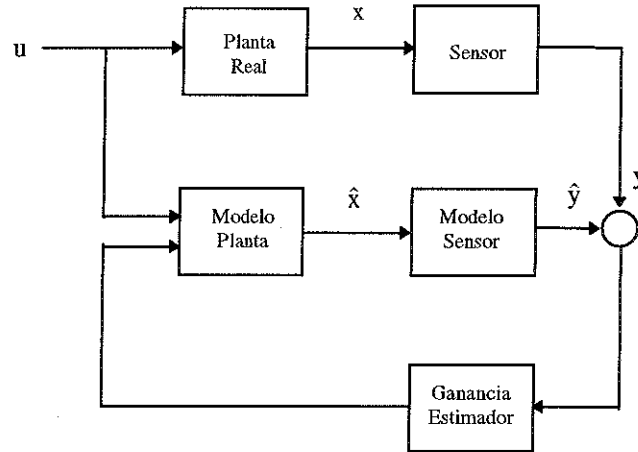 x
u
Planta
Real
Sensor
y
Modelo
Planta
x̂
Modelo
Sensor
ŷ
Ganancia
Estimador